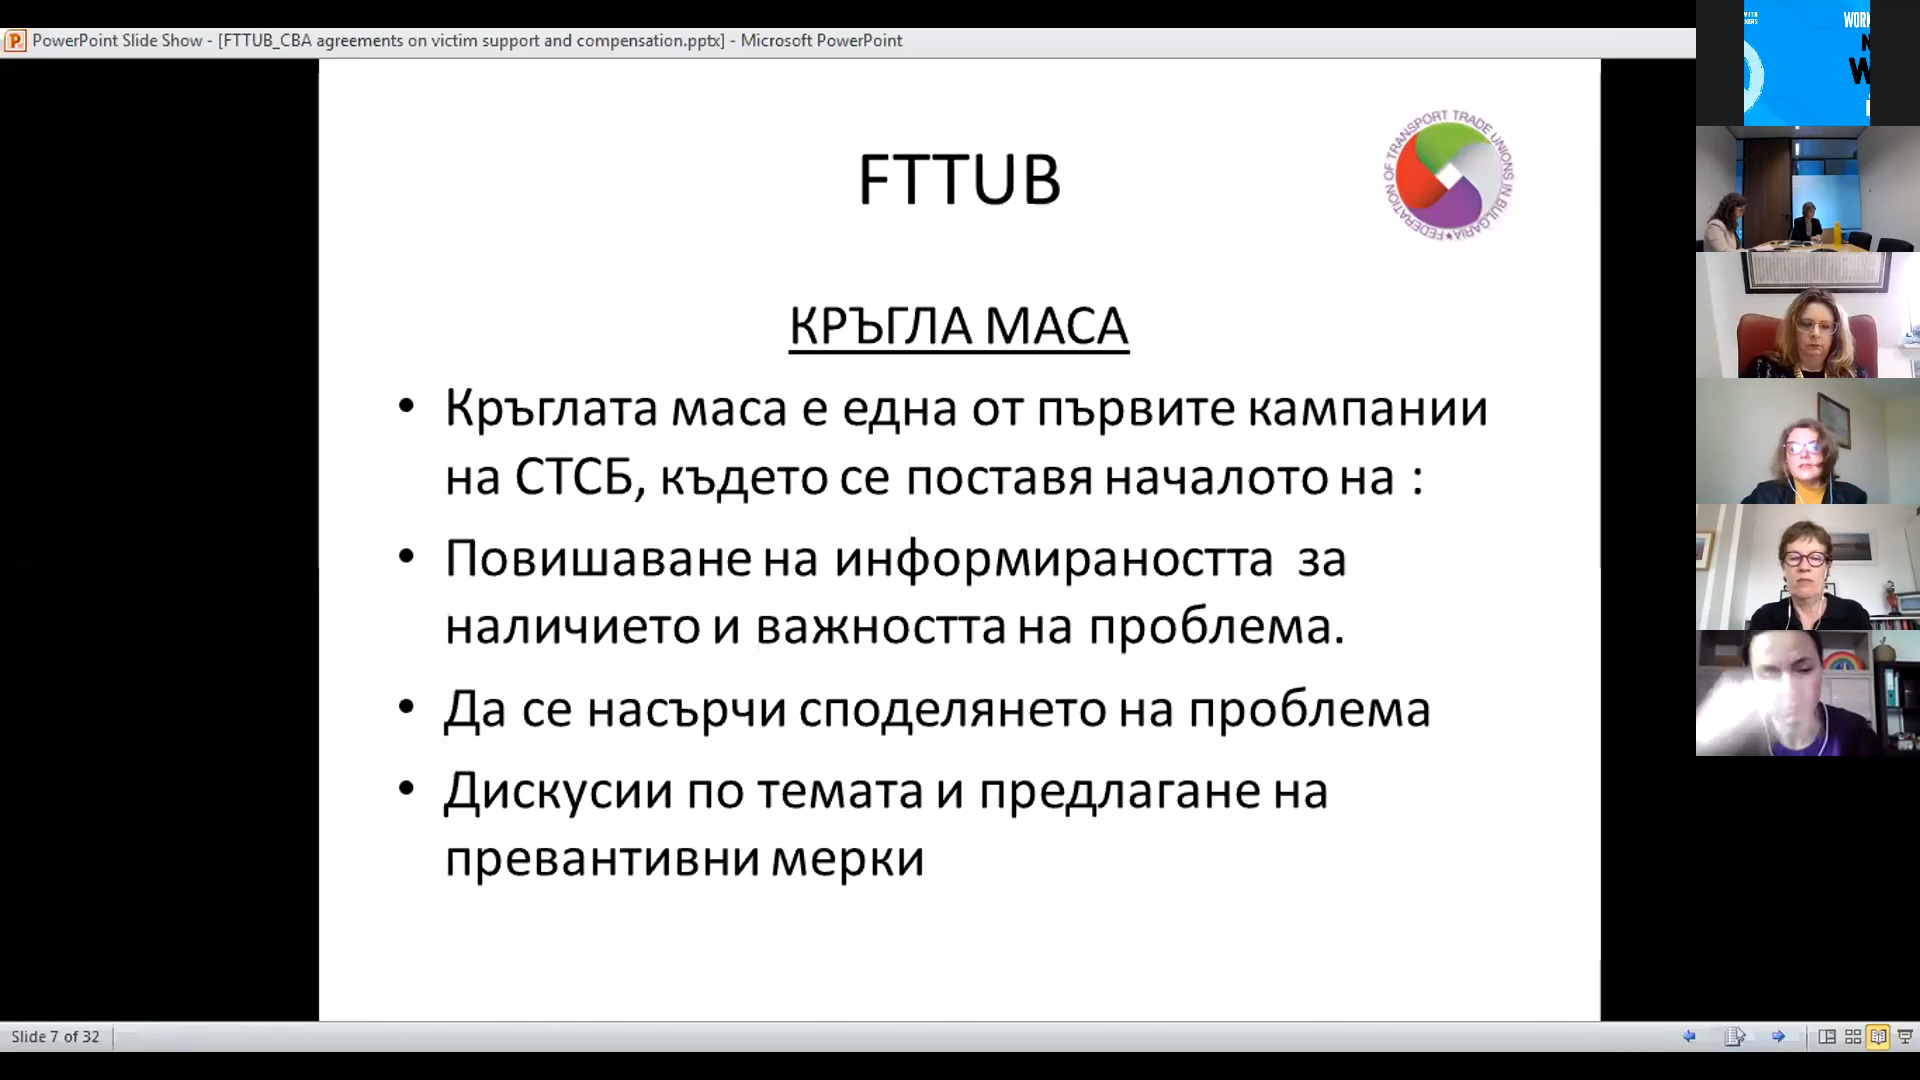 PowerPoint Slide Show - [FTTUB_CBA agreements on victim support and compensation.pptx] - Microsoft PowerPoint
WORK
FTTUB
FEDERATION OF TRANSPORT TRADE UNIONS IN BULGARIA
КРЪГЛА МАСА
• Кръглата маса е една от първите кампании
на СТСБ, където се поставя началото на :
• Повишаване на информираността за
наличието и важността на проблема.
• Да се насърчи споделянето на проблема
• Дискусии по темата и предлагане на
превантивни мерки
Slide 7 of 32